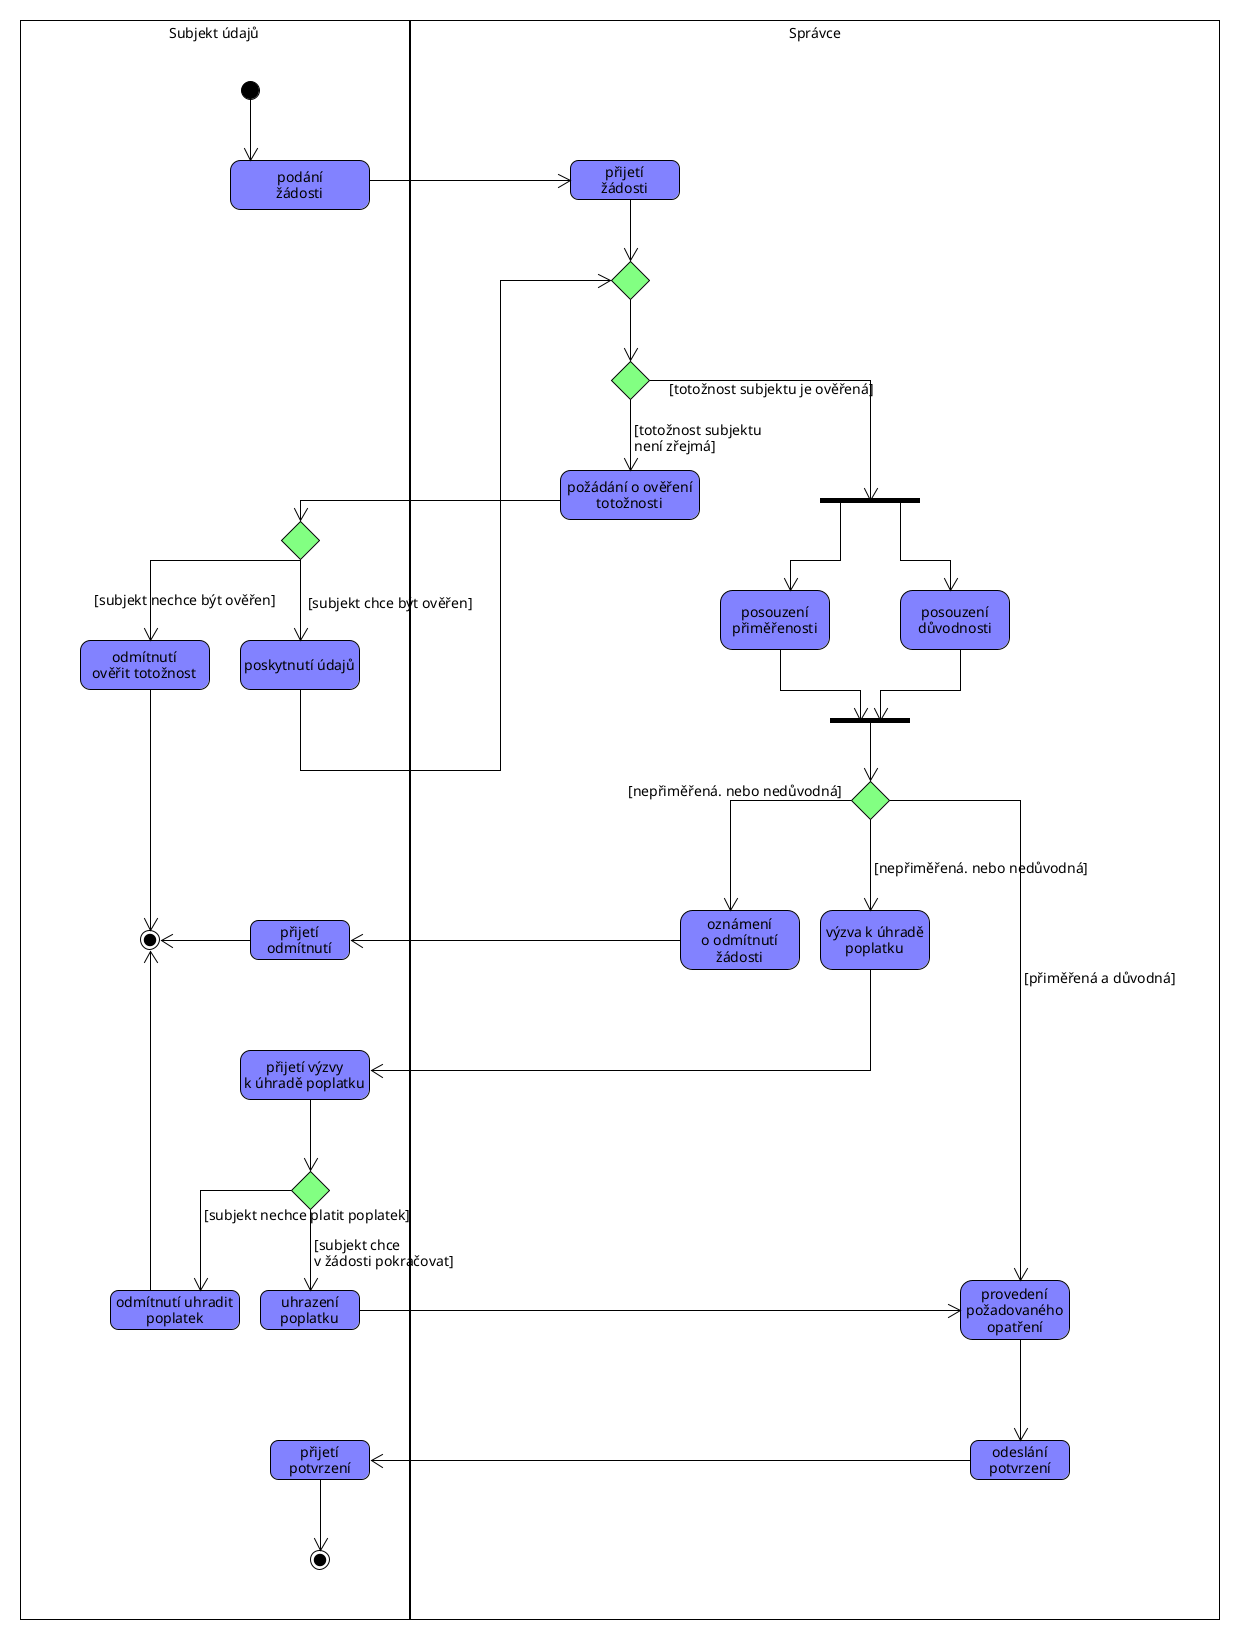 Subjekt údajů
Správce
podání
žádosti
přijetí
žádosti
[totožnost subjektu je ověřená]
[totožnost subjektu
není zřejmá]
požádání o ověření
totožnosti
[subjekt nechce být ověřen]
[subjekt chce být ověřen]
posouzení
přiměřenosti
posouzení
důvodnosti
odmítnutí
ověřit totožnost
poskytnutí údajů
[nepřiměřená. nebo nedůvodná]
[nepřiměřená. nebo nedůvodná]
přijetí
odmítnutí
oznámení
o odmítnutí
žádosti
výzva k úhradě
poplatku
[přiměřená a důvodná]
přijetí výzvy
k úhradě poplatku
[subjekt nechce platit poplatek]
[subjekt chce
v žádosti pokračovat]
odmítnutí uhradit
poplatek
uhrazení
poplatku
provedení
požadovaného
opatření
přijetí
potvrzení
odeslání
potvrzení